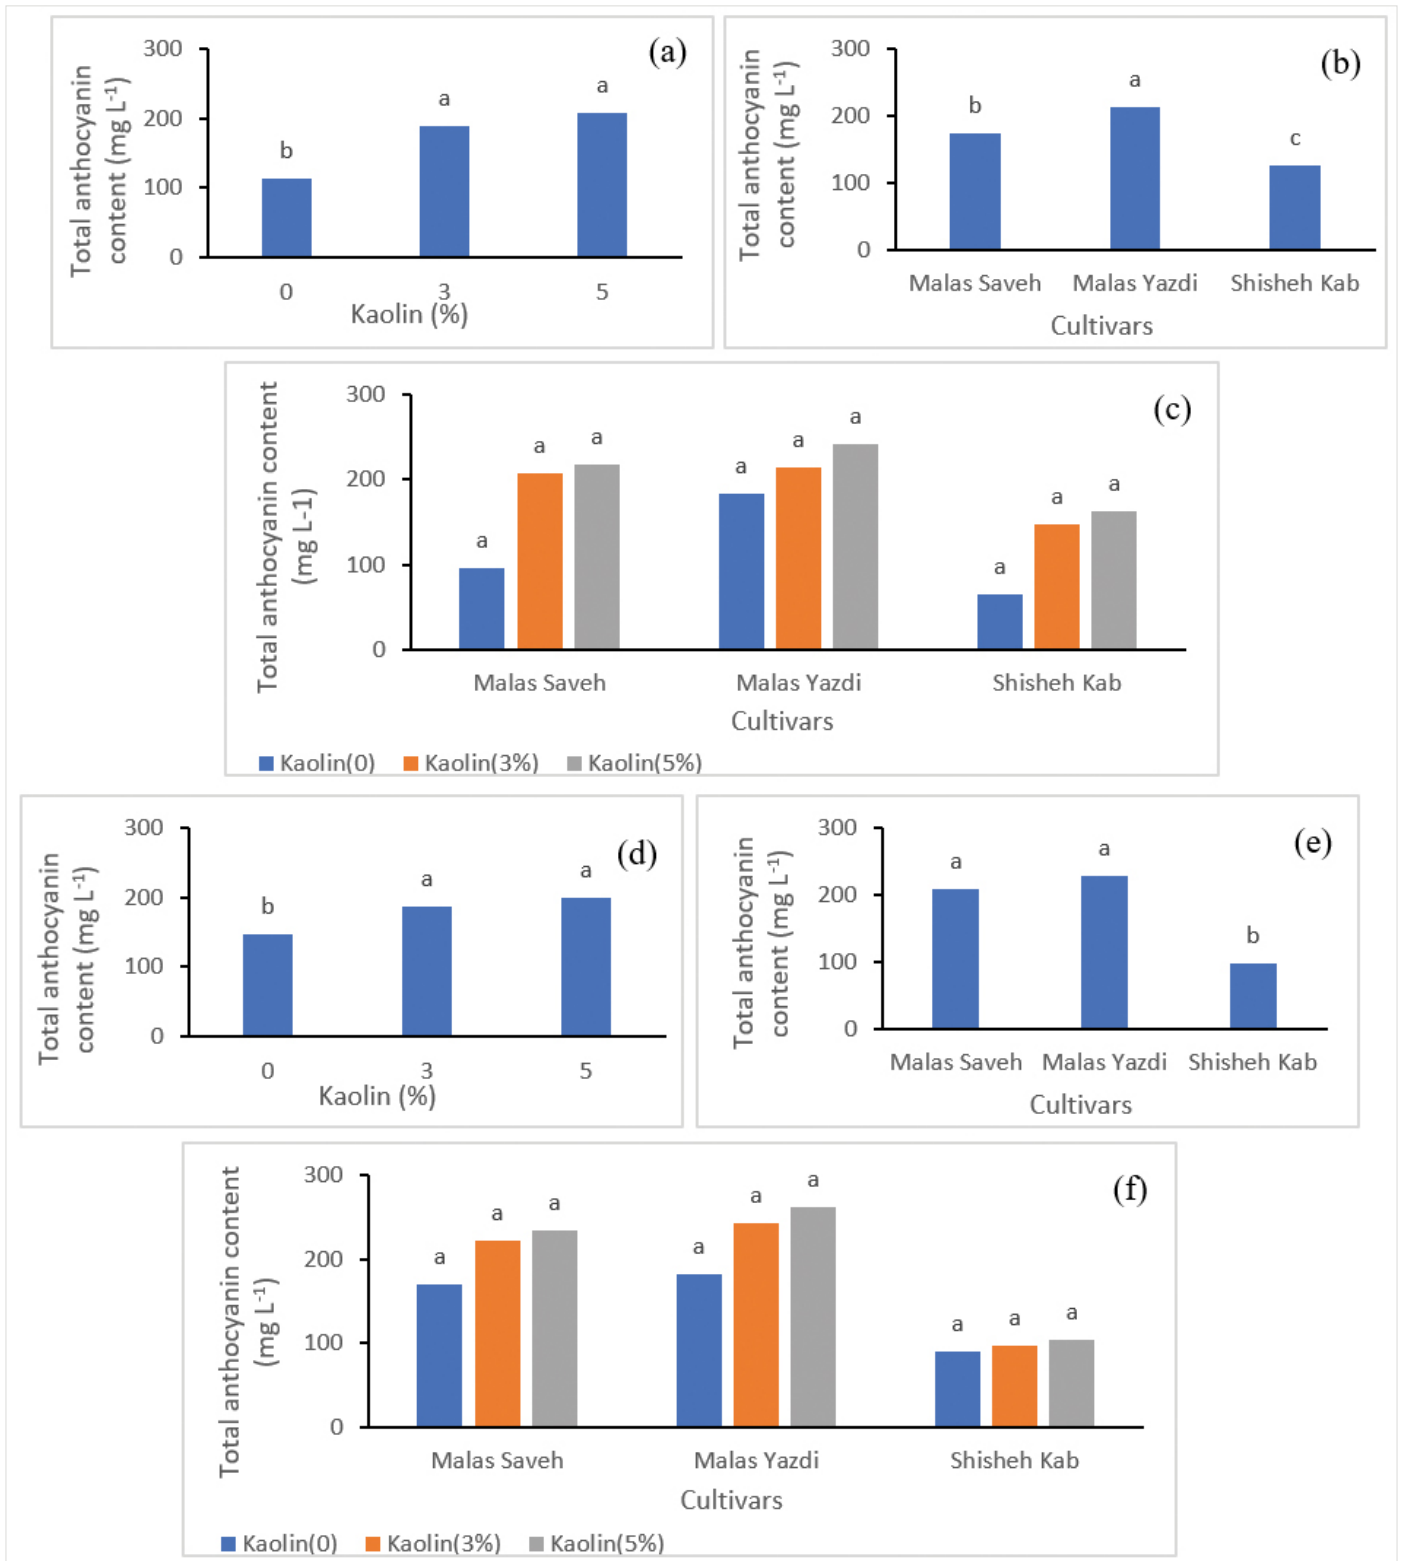 (a)
Total anthocyanin
content (mg L⁻¹)
300
200
100
0
b
a
a
0 3 5
Kaolin (%)
(b)
Total anthocyanin
content (mg L⁻¹)
300
200
100
0
b
a
c
Malas Saveh Malas Yazdi Shisheh Kab
Cultivars
(c)
Total anthocyanin content
(mg L-1)
300
200
100
0
a a a
a a a
a a a
Malas Saveh Malas Yazdi Shisheh Kab
Cultivars
Kaolin(0) Kaolin(3%) Kaolin(5%)
(d)
Total anthocyanin
content (mg L⁻¹)
300
200
100
0
b
a
a
0 3 5
Kaolin (%)
(e)
Total anthocyanin
content (mg L⁻¹)
300
200
100
0
a
a
b
Malas Saveh Malas Yazdi Shisheh Kab
Cultivars
(f)
Total anthocyanin content
(mg L⁻¹)
300
200
100
0
a a a
a a a
a a a
Malas Saveh Malas Yazdi Shisheh Kab
Cultivars
Kaolin(0) Kaolin(3%) Kaolin(5%)